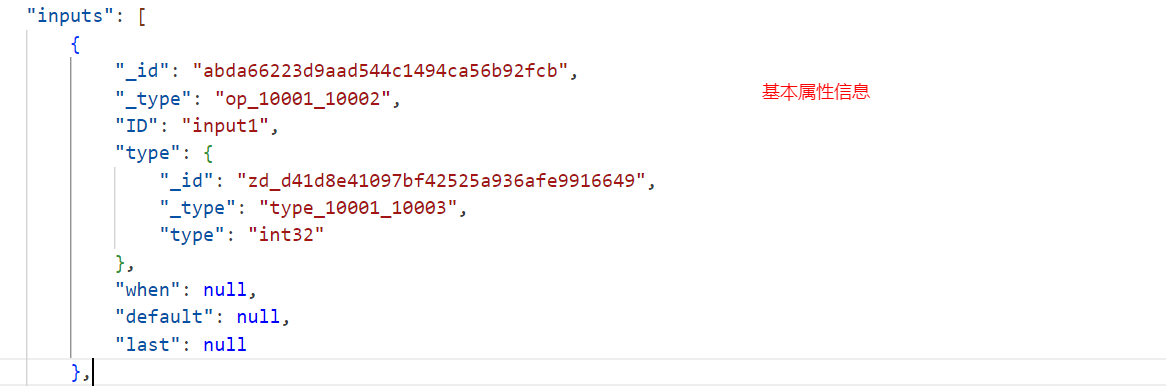 "inputs": [
{
"_id": "abda66223d9aad544c1494ca56b92fcb",
基本属性信息
"_type": "op_10001_10002",
"ID": "input1",
"type": {
"_id": "zd_d41d8e41097bf42525a936afe9916649",
"_type": "type_10001_10003",
"type": "int32"
},
"when": null,
"default": null,
"last": null
},